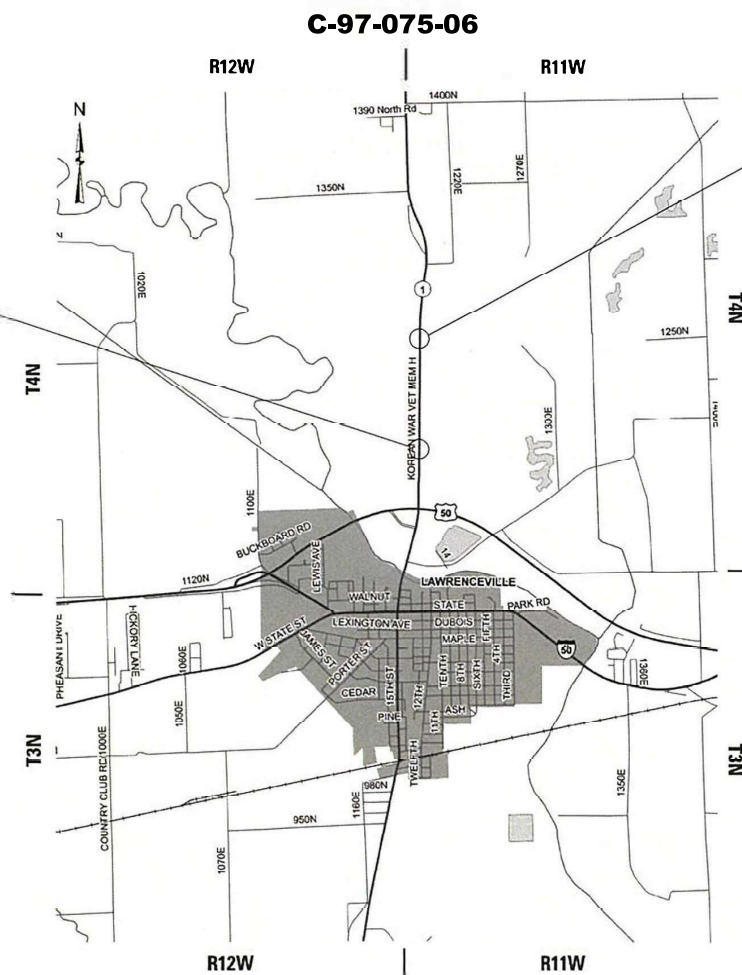 C-97-075-06
R12W
R11W
N
1400N
1390 North Rd
1350N
1220E
1270E
1020E
1
T4N
1250N
T4N
KOREAN WAR VET MEM H
1300E
1100E
50
BUCKBOARD RD
14
LEWIS AVE
1120N
LAWRENCEVILLE
WALNUT
STATE
PARK RD
LEXINGTON AVE
DUBOIS
FIFTH
MAPLE
4TH
W STATE ST
JAMES ST
PORTER ST
50
PHEASANT DRIVE
HICKORY LANE
1060E
1360E
TENTH
8TH
SIXTH
THIRD
CEDAR
15TH ST
12TH
1050E
PINE
ASH
11TH
TWELFTH
T3N
T3N
COUNTRY CLUB RD
1000E
980N
1160E
950N
1350E
1070E
R12W
R11W